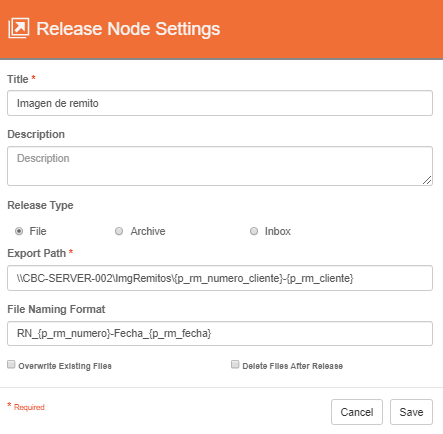 Release Node Settings
Title *
Imagen de remito
Description
Description
Release Type
File Archive Inbox
Export Path *
\\CBC-SERVER-002\ImgRemitos\{p_rm_numero_cliente}-{p_rm_cliente}
File Naming Format
RN_{p_rm_numero}-Fecha_{p_rm_fecha}
Overwrite Existing Files Delete Files After Release
* Required
Cancel Save